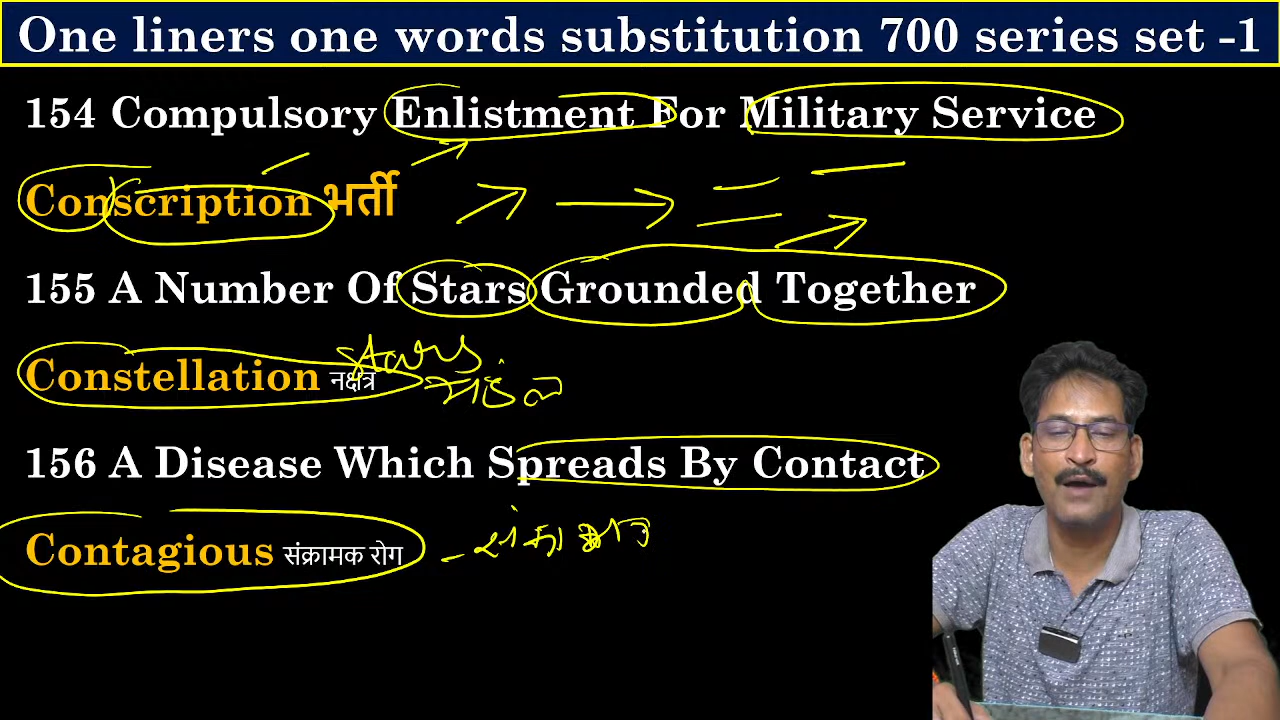 One liners one words substitution 700 series set -1
154 Compulsory Enlistment For Military Service
Conscription भर्ती
155 A Number Of Stars Grounded Together
stars
Constellation नक्षत्र
156 A Disease Which Spreads By Contact
Contagious संक्रामक रोग